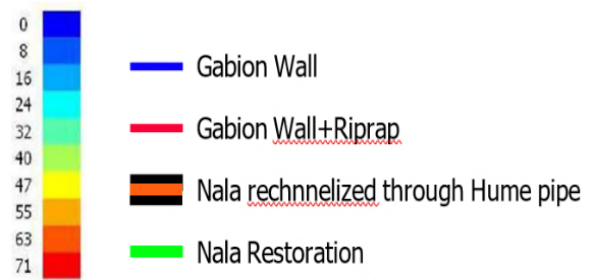 0
8
16
24
32
40
47
55
63
71
Gabion Wall
Gabion Wall+Riprap
Nala rechnnelized through Hume pipe
Nala Restoration